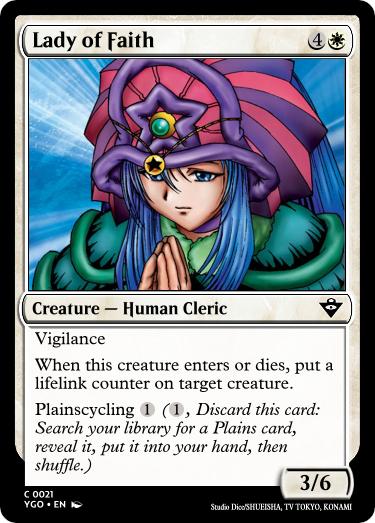 Lady of Faith 4
Creature — Human Cleric
Vigilance
When this creature enters or dies, put a
lifelink counter on target creature.
Plainscycling 1 (1, Discard this card:
Search your library for a Plains card,
reveal it, put it into your hand, then
shuffle.)
3/6
C 0021
YGO • EN
Studio Dice/SHUEISHA, TV TOKYO, KONAMI